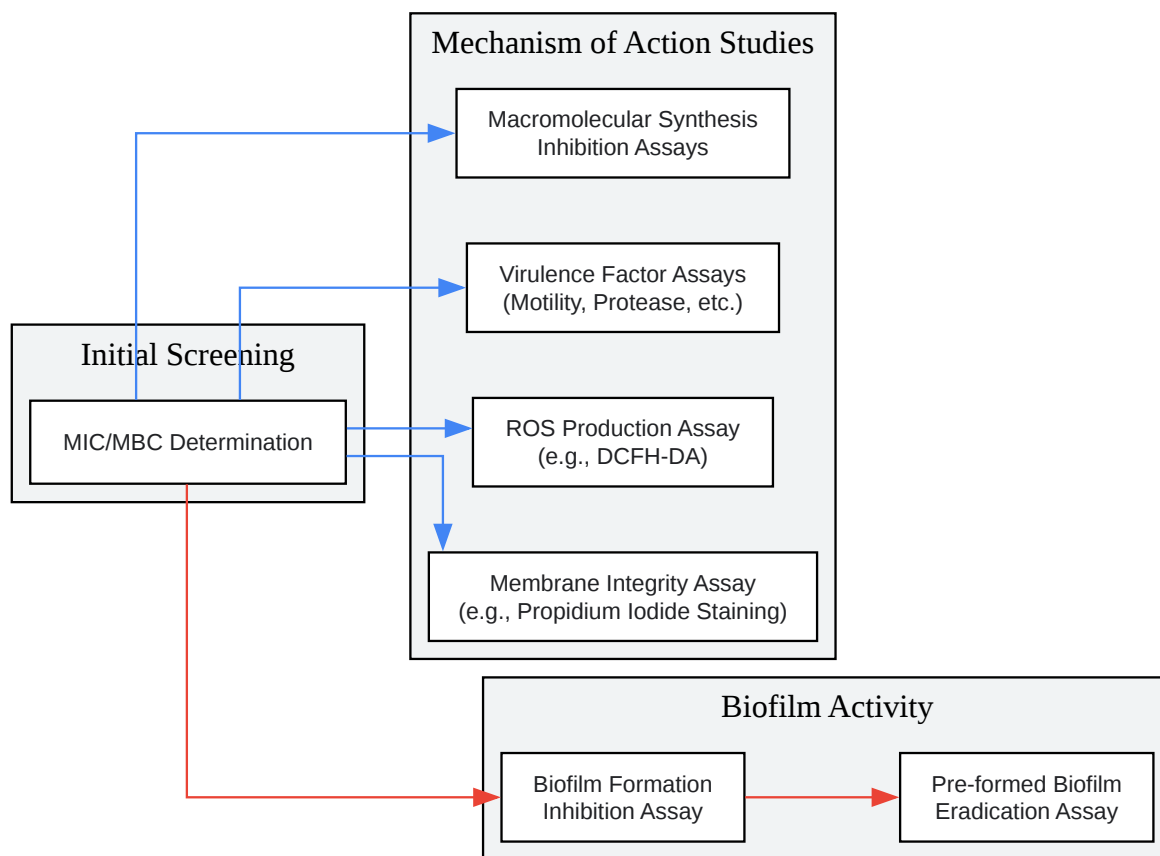 Mechanism of Action Studies
Macromolecular Synthesis
Inhibition Assays
Virulence Factor Assays
(Motility, Protease, etc.)
Initial Screening
MIC/MBC Determination
ROS Production Assay
(e.g., DCFH-DA)
Membrane Integrity Assay
(e.g., Propidium Iodide Staining)
Biofilm Activity
Biofilm Formation
Inhibition Assay
Pre-formed Biofilm
Eradication Assay